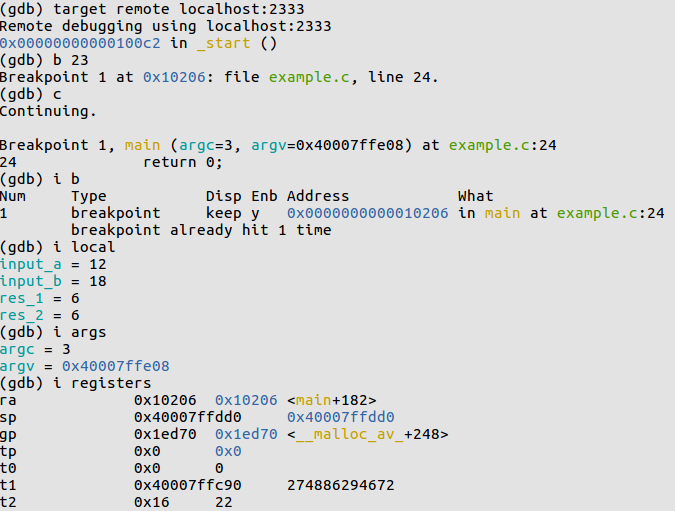 (gdb) target remote localhost:2333
Remote debugging using localhost:2333
0x00000000000100c2 in _start ()
(gdb) b 23
Breakpoint 1 at 0x10206: file example.c, line 24.
(gdb) c
Continuing.
Breakpoint 1, main (argc=3, argv=0x40007ffe08) at example.c:24
24 return 0;
(gdb) i b
Num Type Disp Enb Address What
1 breakpoint keep y 0x0000000000010206 in main at example.c:24
breakpoint already hit 1 time
(gdb) i local
input_a = 12
input_b = 18
res_1 = 6
res_2 = 6
(gdb) i args
argc = 3
argv = 0x40007ffe08
(gdb) i registers
ra 0x10206 0x10206 <main+182>
sp 0x40007ffdd0 0x40007ffdd0
gp 0x1ed70 0x1ed70 <__malloc_av_+248>
tp 0x0 0x0
t0 0x0 0
t1 0x40007ffc90 274886294672
t2 0x16 22